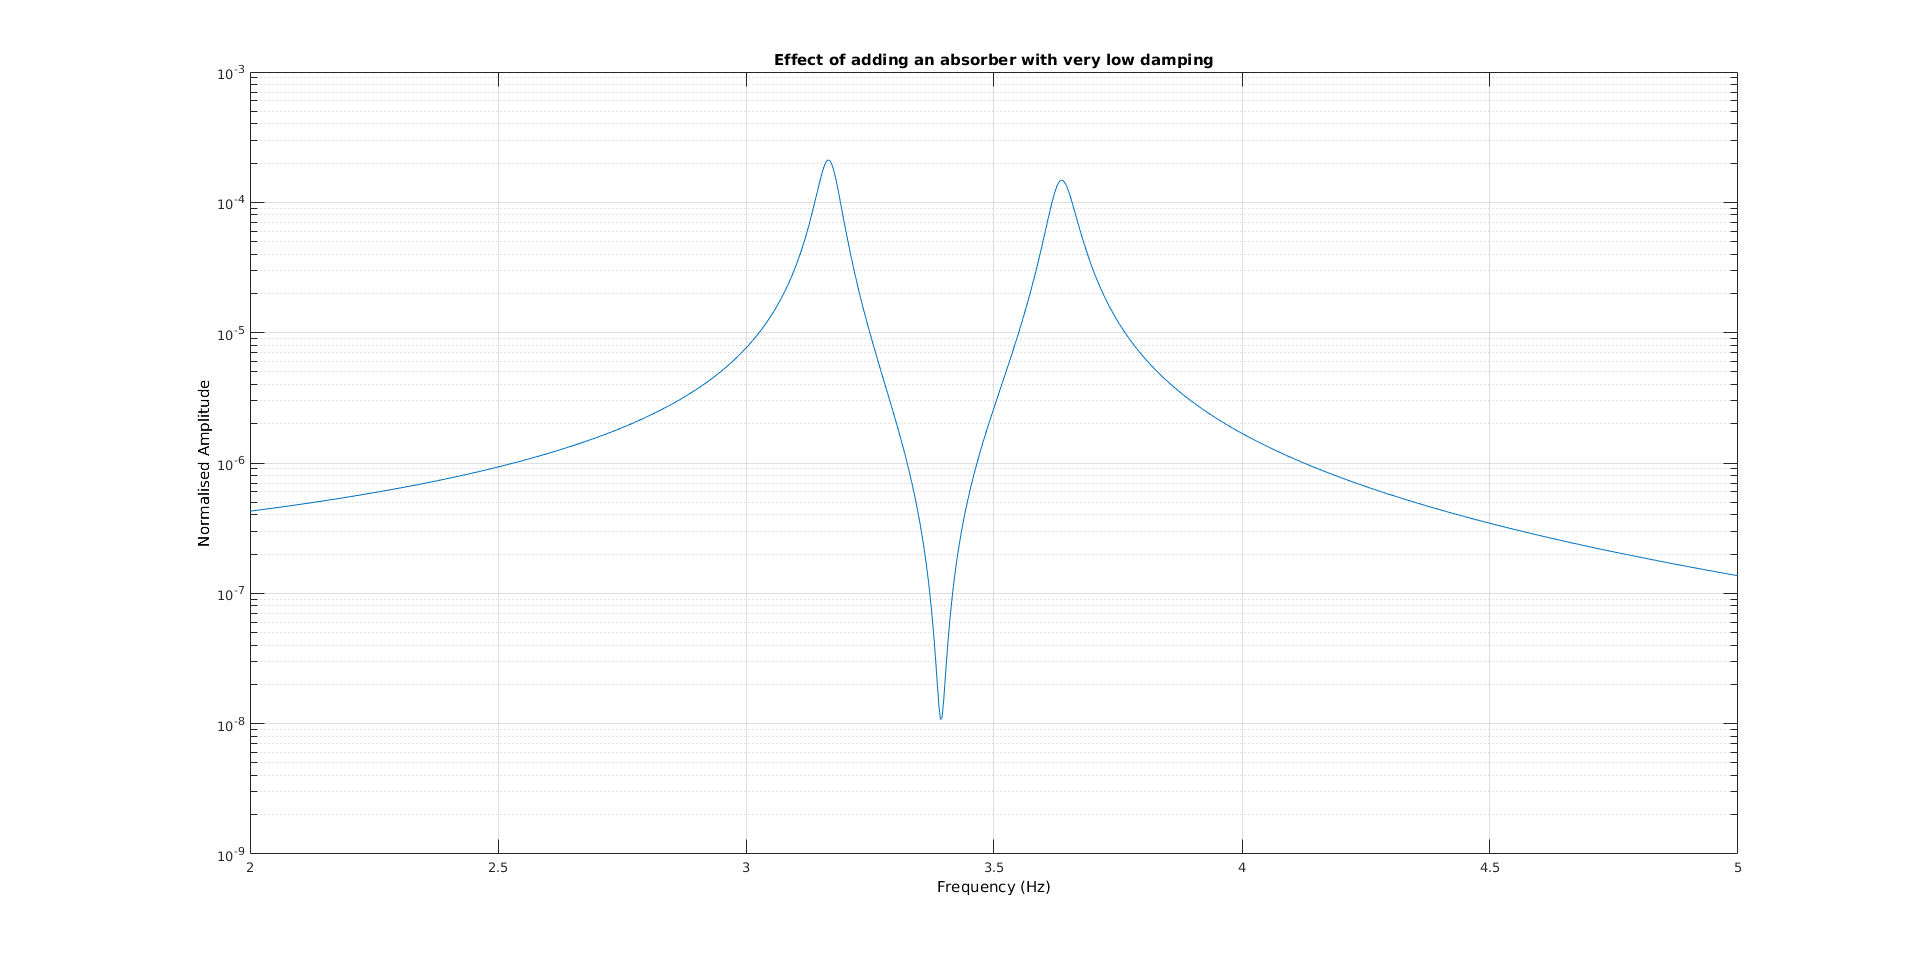 Effect of adding an absorber with very low damping
10^-3
10^-4
10^-5
10^-6
10^-7
10^-8
10^-9
Normalised Amplitude
2 2.5 3 3.5 4 4.5 5
Frequency (Hz)